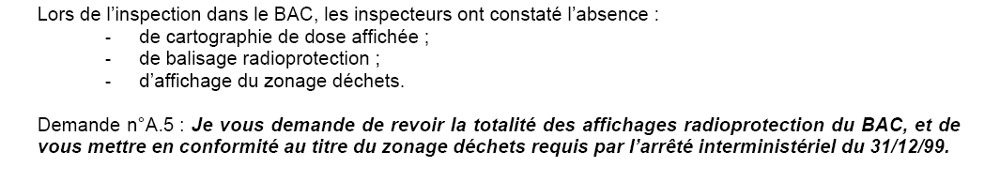 Lors de l'inspection dans le BAC, les inspecteurs ont constaté l'absence :
- de cartographie de dose affichée ;
- de balisage radioprotection ;
- d'affichage du zonage déchets.
Demande n°A.5 : Je vous demande de revoir la totalité des affichages radioprotection du BAC, et de
vous mettre en conformité au titre du zonage déchets requis par l'arrêté interministériel du 31/12/99.